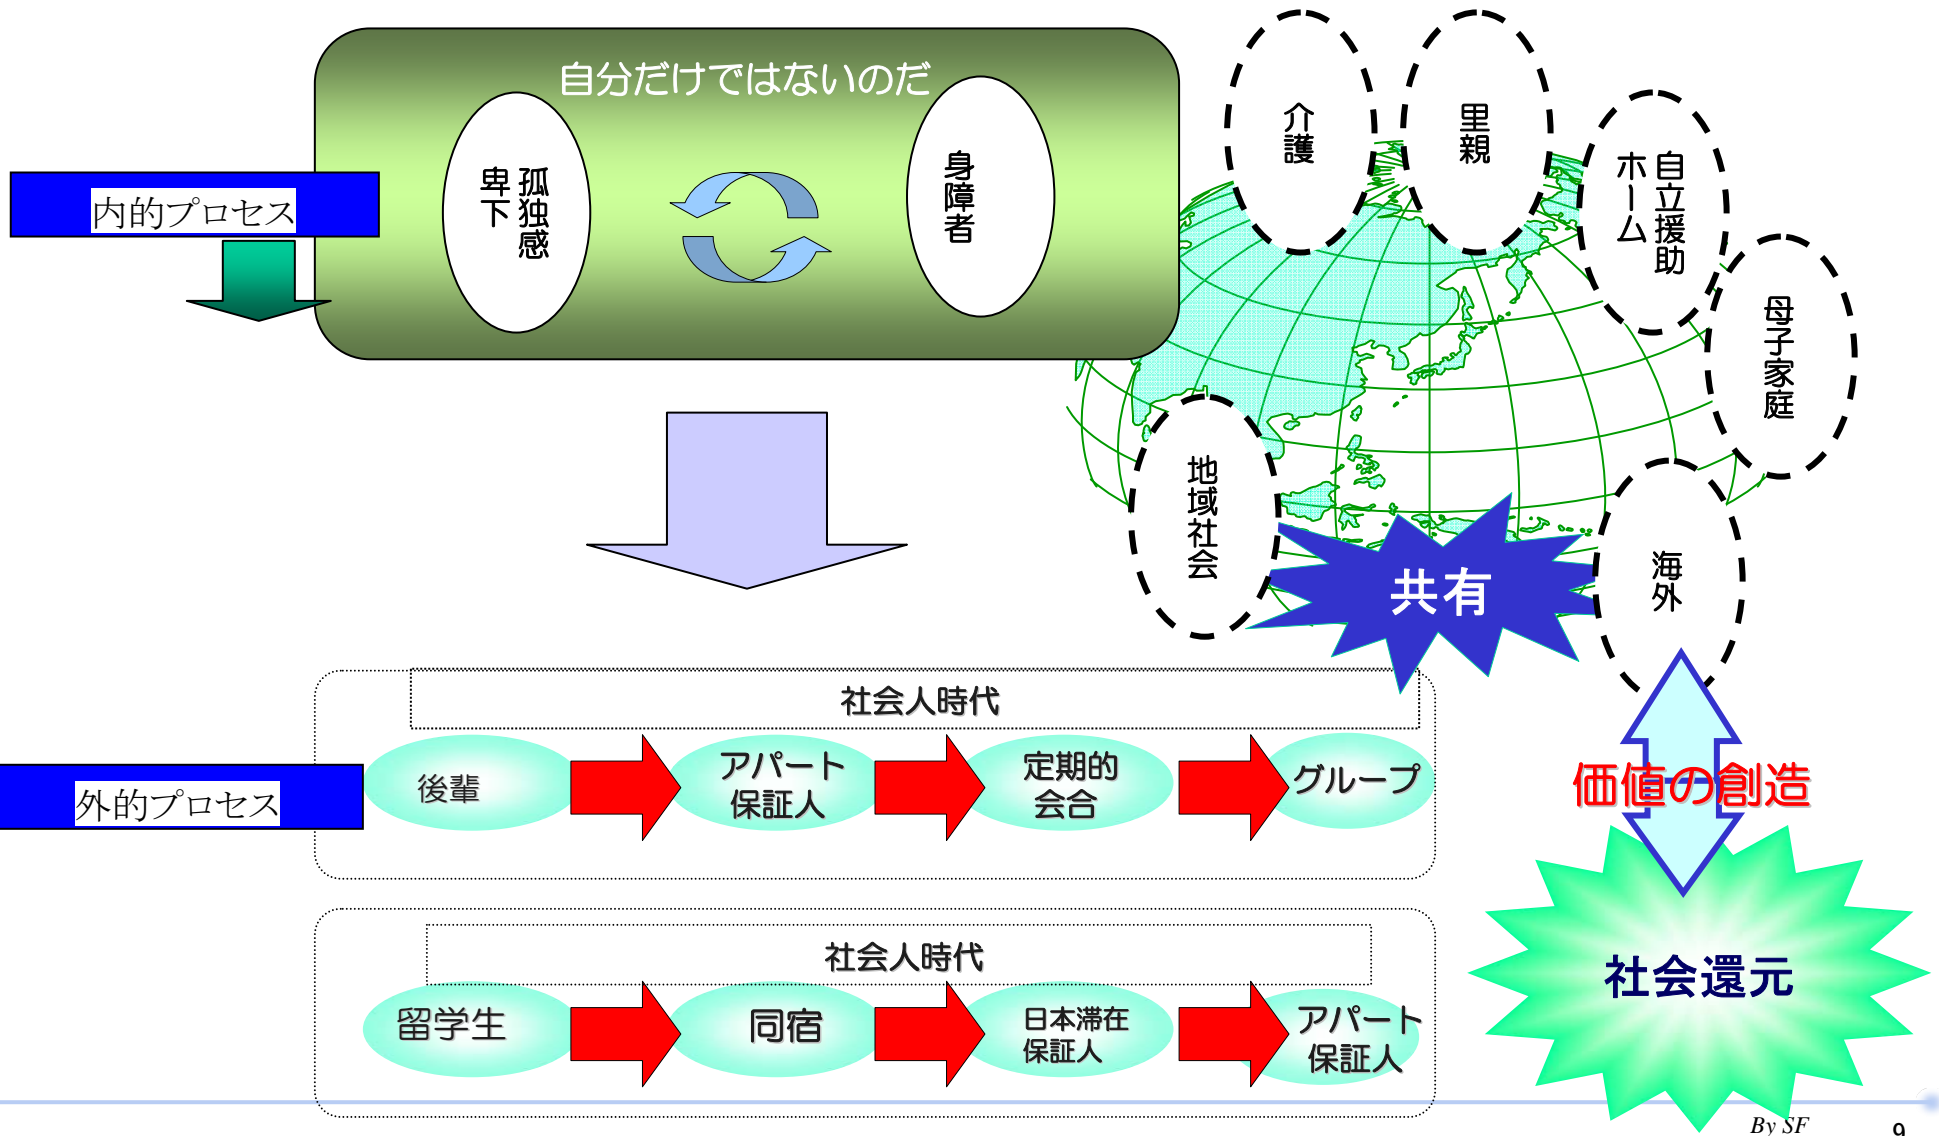 自分だけではないのだ
内的プロセス
孤独感
卑下
身障者
介護
里親
自立援助
ホーム
母子家庭
地域社会
海外
共有
社会人時代
外的プロセス
後輩
アパート
保証人
定期的
会合
グループ
価値の創造
社会人時代
留学生
同宿
日本滞在
保証人
アパート
保証人
社会還元
By SF
9